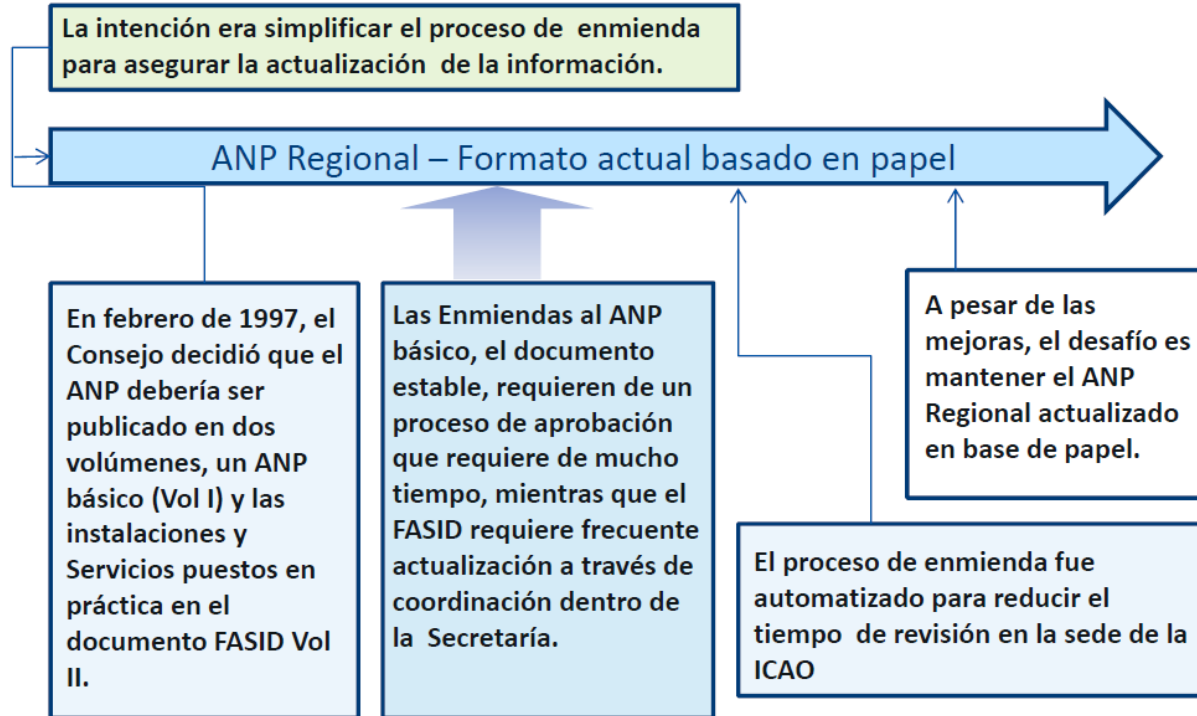 La intención era simplificar el proceso de enmienda
para asegurar la actualización de la información.
ANP Regional – Formato actual basado en papel
En febrero de 1997, el
Consejo decidió que el
ANP debería ser
publicado en dos
volúmenes, un ANP
básico (Vol I) y las
instalaciones y
Servicios puestos en
práctica en el
documento FASID Vol
II.
Las Enmiendas al ANP
básico, el documento
estable, requieren de un
proceso de aprobación
que requiere de mucho
tiempo, mientras que el
FASID requiere frecuente
actualización a través de
coordinación dentro de
la Secretaría.
El proceso de enmienda fue
automatizado para reducir el
tiempo de revisión en la sede de la
ICAO
A pesar de las
mejoras, el desafío es
mantener el ANP
Regional actualizado
en base de papel.